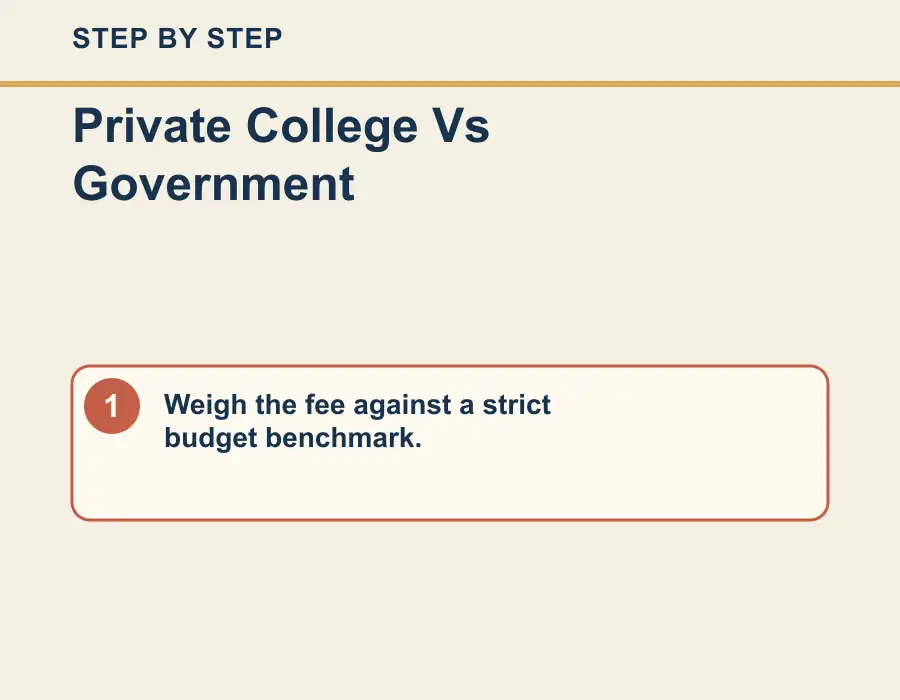 STEP BY STEP
Private College Vs
Government
1
Weigh the fee against a strict
budget benchmark.